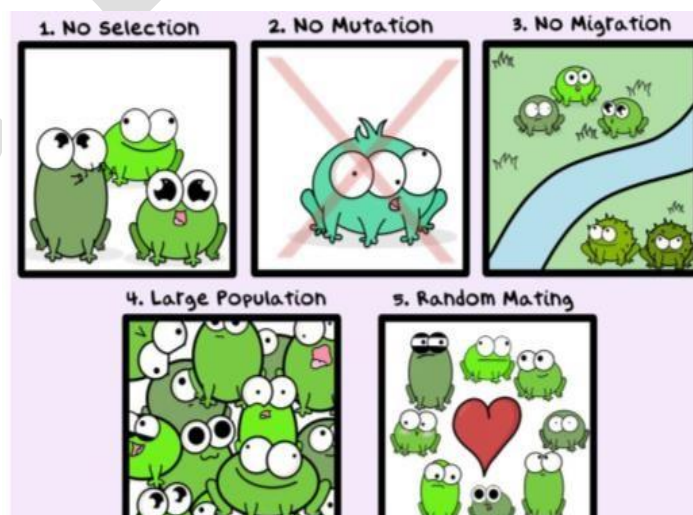 1. No Selection
2. No Mutation
3. No Migration
4. Large Population
5. Random Mating